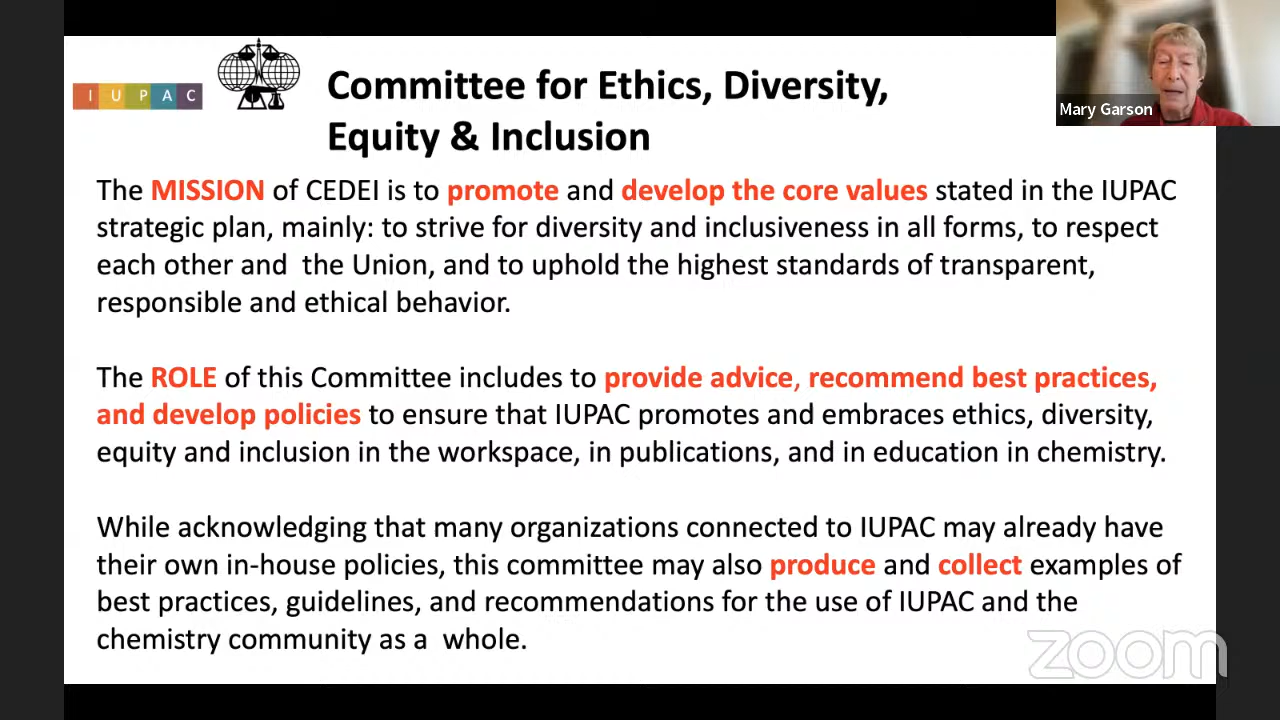 IUPAC
Committee for Ethics, Diversity,
Equity & Inclusion
Mary Garson
The MISSION of CEDEI is to promote and develop the core values stated in the IUPAC
strategic plan, mainly: to strive for diversity and inclusiveness in all forms, to respect
each other and the Union, and to uphold the highest standards of transparent,
responsible and ethical behavior.
The ROLE of this Committee includes to provide advice, recommend best practices,
and develop policies to ensure that IUPAC promotes and embraces ethics, diversity,
equity and inclusion in the workspace, in publications, and in education in chemistry.
While acknowledging that many organizations connected to IUPAC may already have
their own in-house policies, this committee may also produce and collect examples of
best practices, guidelines, and recommendations for the use of IUPAC and the
chemistry community as a whole.
zoom